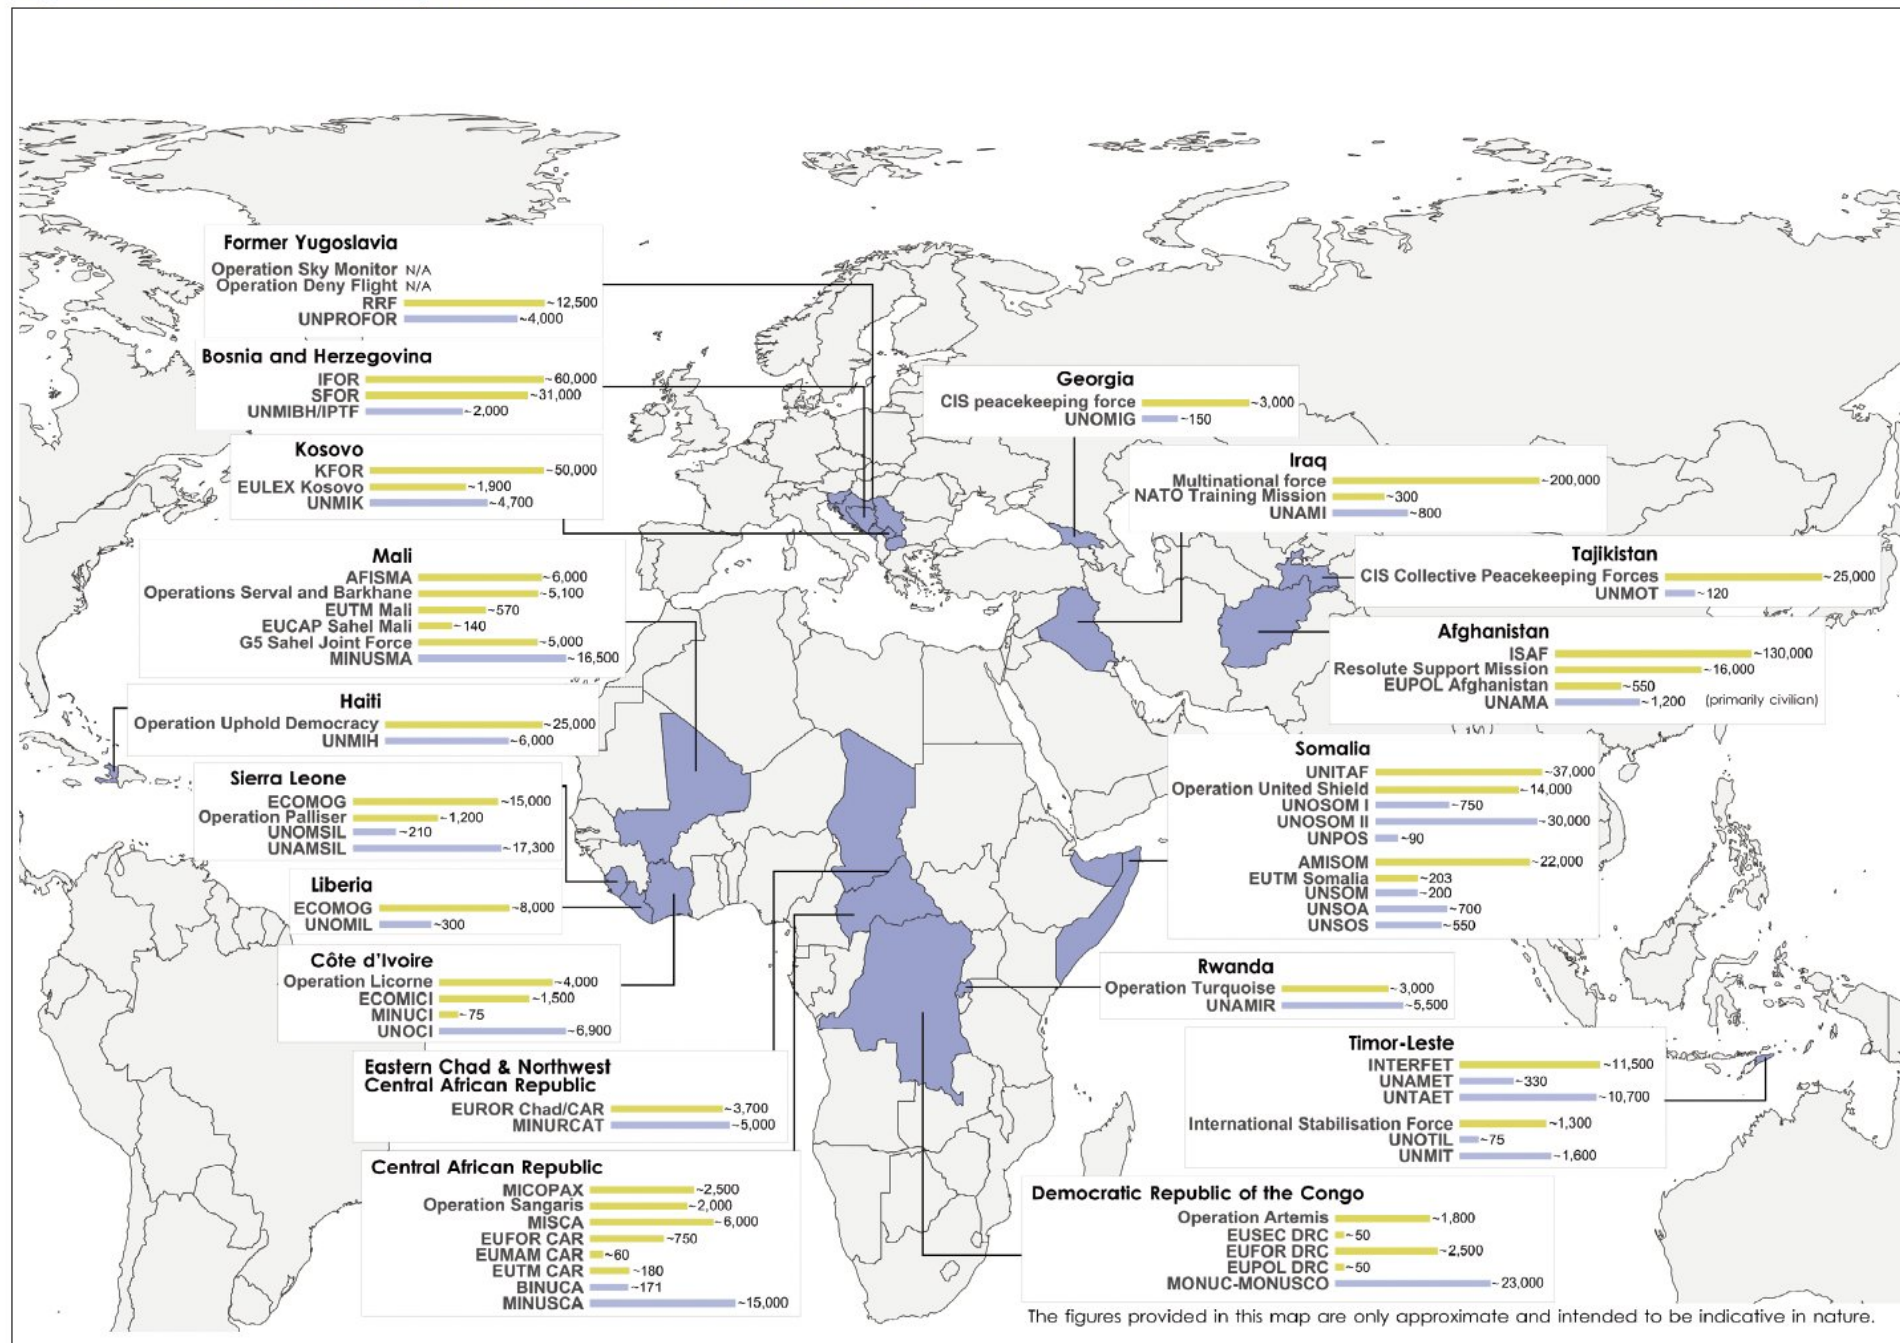 Former Yugoslavia
Operation Sky Monitor N/A
Operation Deny Flight N/A
RRF ~12,500
UNPROFOR ~4,000
Bosnia and Herzegovina
IFOR ~60,000
SFOR ~31,000
UNMIBH/IPTF ~2,000
Kosovo
KFOR ~50,000
EULEX Kosovo ~1,900
UNMIK ~4,700
Mali
AFISMA ~6,000
Operations Serval and Barkhane ~5,100
EUTM Mali ~570
EUCAP Sahel Mali ~140
G5 Sahel Joint Force ~5,000
MINUSMA ~16,500
Haiti
Operation Uphold Democracy ~25,000
UNMIH ~6,000
Sierra Leone
ECOMOG ~15,000
Operation Palliser ~1,200
UNOMSIL ~210
UNAMSIL ~17,300
Liberia
ECOMOG ~8,000
UNOMIL ~300
Côte d'Ivoire
Operation Licorne ~4,000
ECOMICI ~1,500
MINUCI ~75
UNOCI ~6,900
Eastern Chad & Northwest
Central African Republic
EUROR Chad/CAR ~3,700
MINURCAT ~5,000
Central African Republic
MICOPAX ~2,500
Operation Sangaris ~2,000
MISCA ~6,000
EUFOR CAR ~750
EUMAM CAR ~60
EUTM CAR ~180
BINUCA ~171
MINUSCA ~15,000
Georgia
CIS peacekeeping force ~3,000
UNOMIG ~150
Iraq
Multinational force ~200,000
NATO Training Mission ~300
UNAMI ~800
Tajikistan
CIS Collective Peacekeeping Forces ~25,000
UNMOT ~120
Afghanistan
ISAF ~130,000
Resolute Support Mission ~16,000
EUPOL Afghanistan ~550
UNAMA ~1,200 (primarily civilian)
Somalia
UNITAF ~37,000
Operation United Shield ~14,000
UNOSOM I ~750
UNOSOM II ~30,000
UNPOS ~90
AMISOM ~22,000
EUTM Somalia ~203
UNSOM ~200
UNSOA ~700
UNSOS ~550
Rwanda
Operation Turquoise ~3,000
UNAMIR ~5,500
Timor-Leste
INTERFET ~11,500
UNAMET ~330
UNTAET ~10,700
International Stabilisation Force ~1,300
UNOTIL ~75
UNMIT ~1,600
Democratic Republic of the Congo
Operation Artemis ~1,800
EUSEC DRC ~50
EUFOR DRC ~2,500
EUPOL DRC ~50
MONUC-MONUSCO ~23,000
The figures provided in this map are only approximate and intended to be indicative in nature.